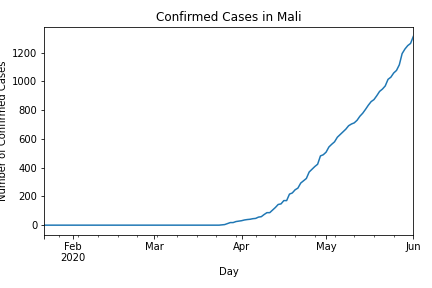 Confirmed Cases in Mali
Number of Confirmed Cases
1200
1000
800
600
400
200
0
Feb
2020
Mar
Apr
May
Jun
Day